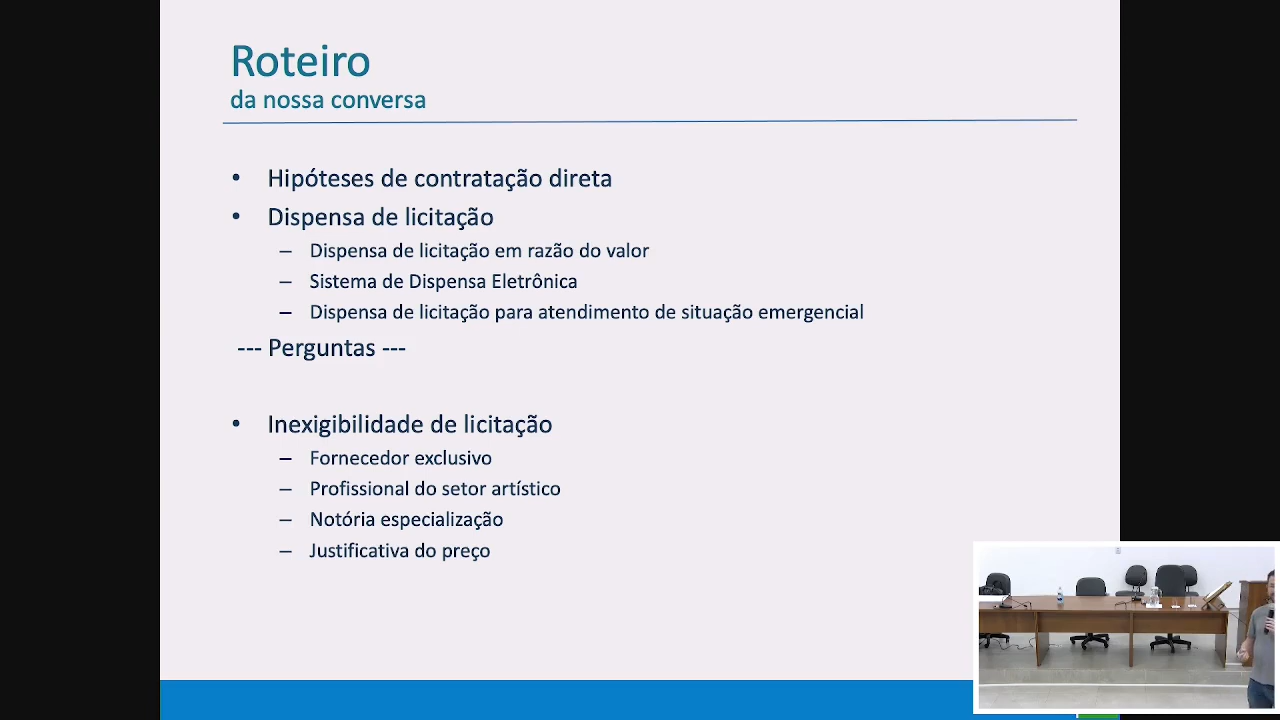 Roteiro
da nossa conversa
• Hipóteses de contratação direta
• Dispensa de licitação
– Dispensa de licitação em razão do valor
– Sistema de Dispensa Eletrônica
– Dispensa de licitação para atendimento de situação emergencial
--- Perguntas ---
• Inexigibilidade de licitação
– Fornecedor exclusivo
– Profissional do setor artístico
– Notória especialização
– Justificativa do preço